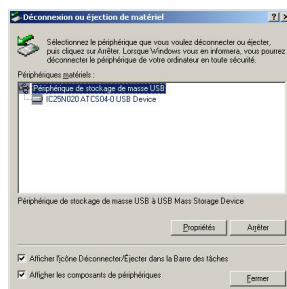 Déconnexion ou éjection de matériel
Sélectionnez le périphérique que vous voulez déconnecter ou éjecter,
puis cliquez sur Arrêter. Lorsque Windows vous en informera, vous pourrez
déconnecter le périphérique de votre ordinateur en toute sécurité.
Périphériques matériels :
Périphérique de stockage de masse USB
IC25N020 ATCS04-0 USB Device
Périphérique de stockage de masse USB à USB Mass Storage Device
Propriétés
Arrêter
Afficher l'icône Déconnecter/Éjecter dans la Barre des tâches
Afficher les composants de périphériques
Fermer